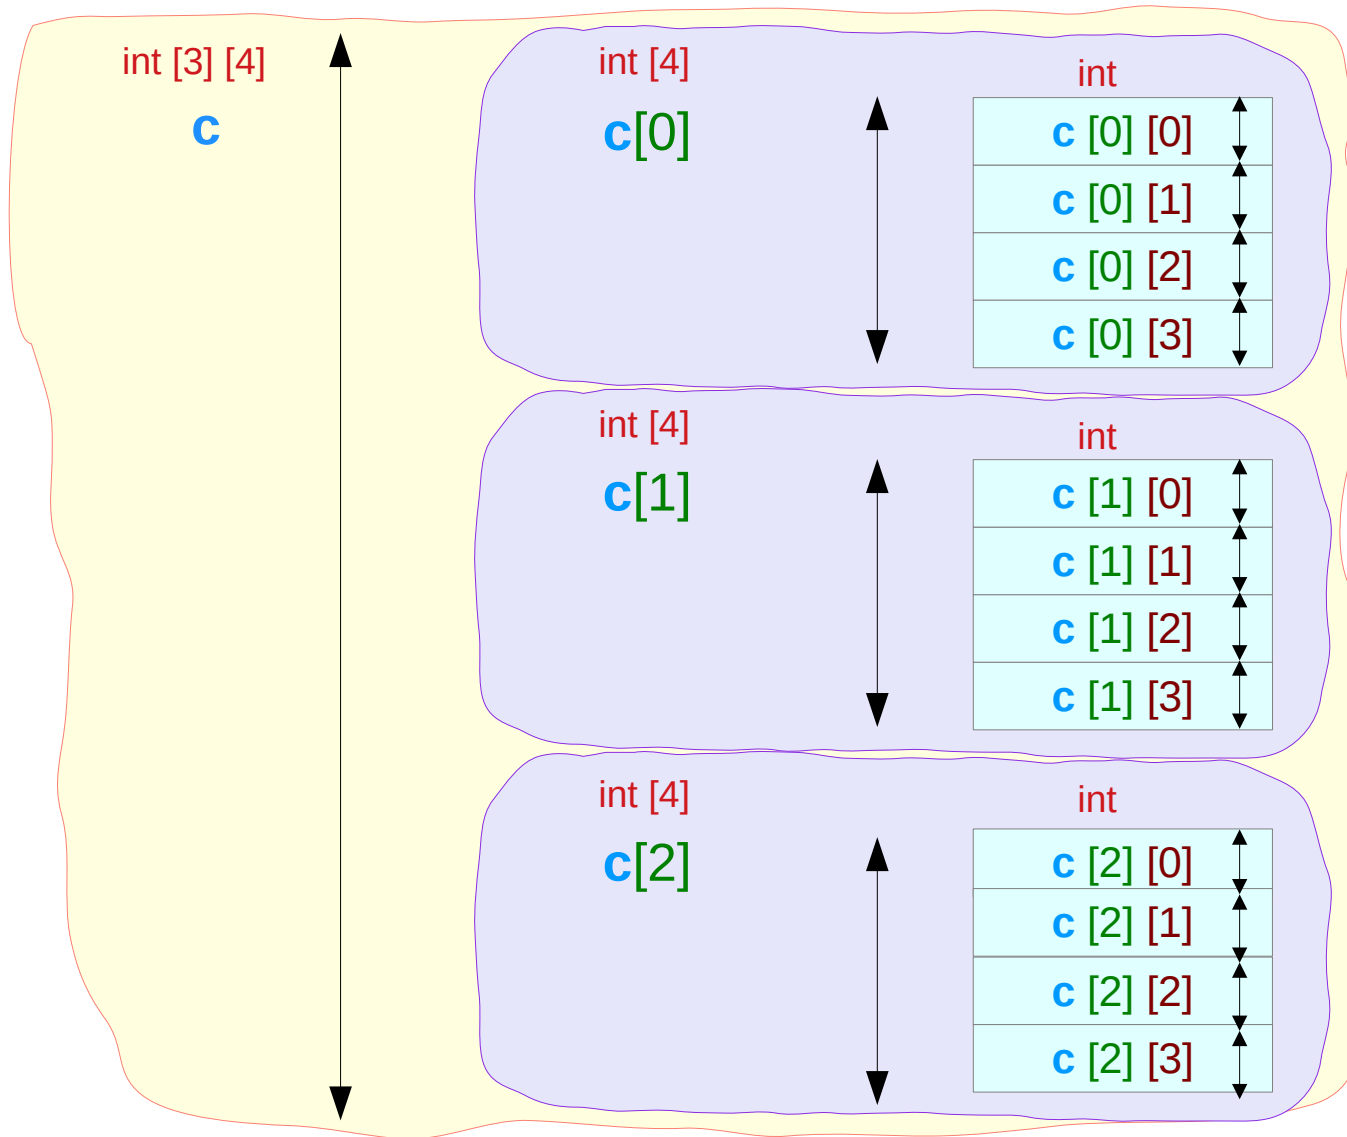 int [3] [4]
c
int [4]
c[0]
int
c [0] [0]
c [0] [1]
c [0] [2]
c [0] [3]
int [4]
c[1]
int
c [1] [0]
c [1] [1]
c [1] [2]
c [1] [3]
int [4]
c[2]
int
c [2] [0]
c [2] [1]
c [2] [2]
c [2] [3]